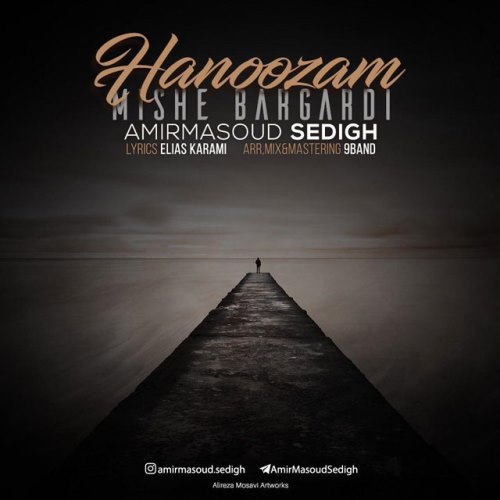 Hanoozam
MISHE BARGARDI
AMIRMASOUD SEDIGH
LYRICS ELIAS KARAMI ARR,MIX&MASTERING 9BAND
amirmasoud.sedigh AmirMasoudSedigh
Alireza Mosavi Artworks